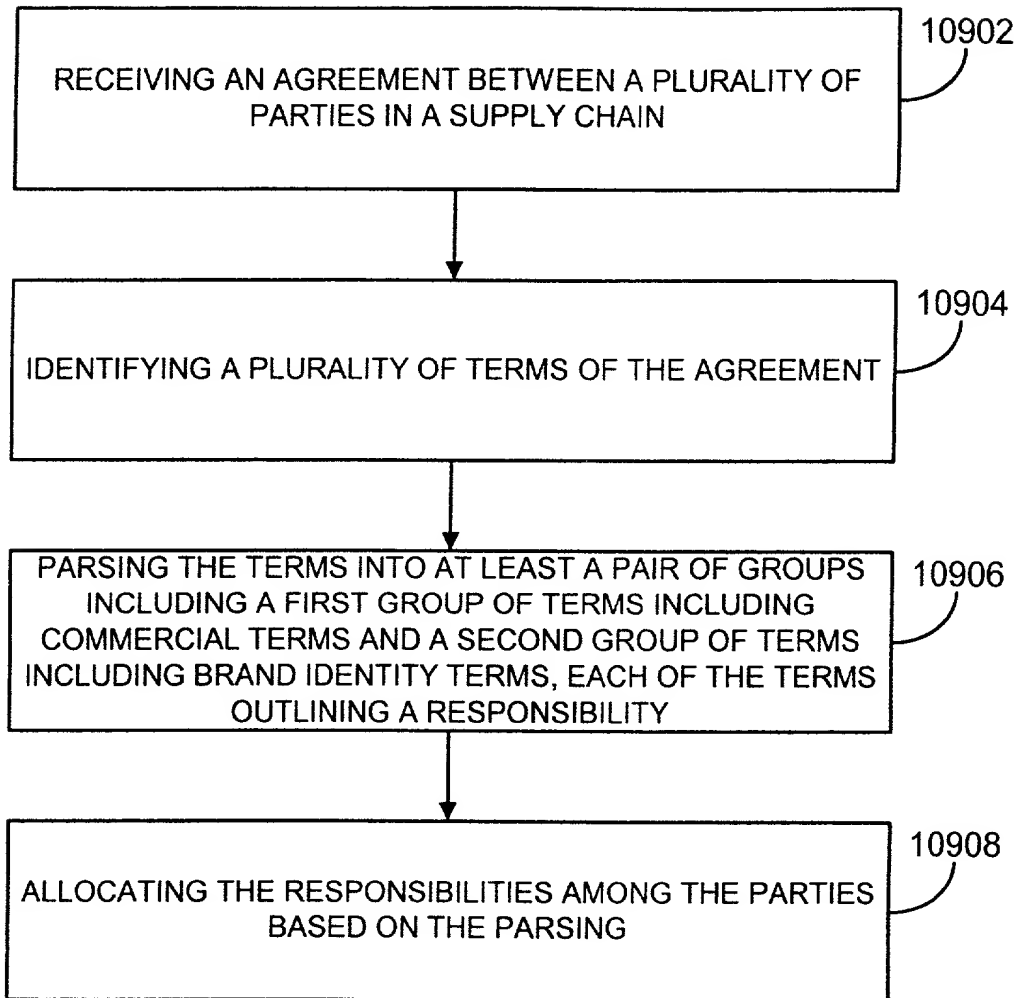 10902
RECEIVING AN AGREEMENT BETWEEN A PLURALITY OF
PARTIES IN A SUPPLY CHAIN
10904
IDENTIFYING A PLURALITY OF TERMS OF THE AGREEMENT
10906
PARSING THE TERMS INTO AT LEAST A PAIR OF GROUPS
INCLUDING A FIRST GROUP OF TERMS INCLUDING
COMMERCIAL TERMS AND A SECOND GROUP OF TERMS
INCLUDING BRAND IDENTITY TERMS, EACH OF THE TERMS
OUTLINING A RESPONSIBILITY
10908
ALLOCATING THE RESPONSIBILITIES AMONG THE PARTIES
BASED ON THE PARSING